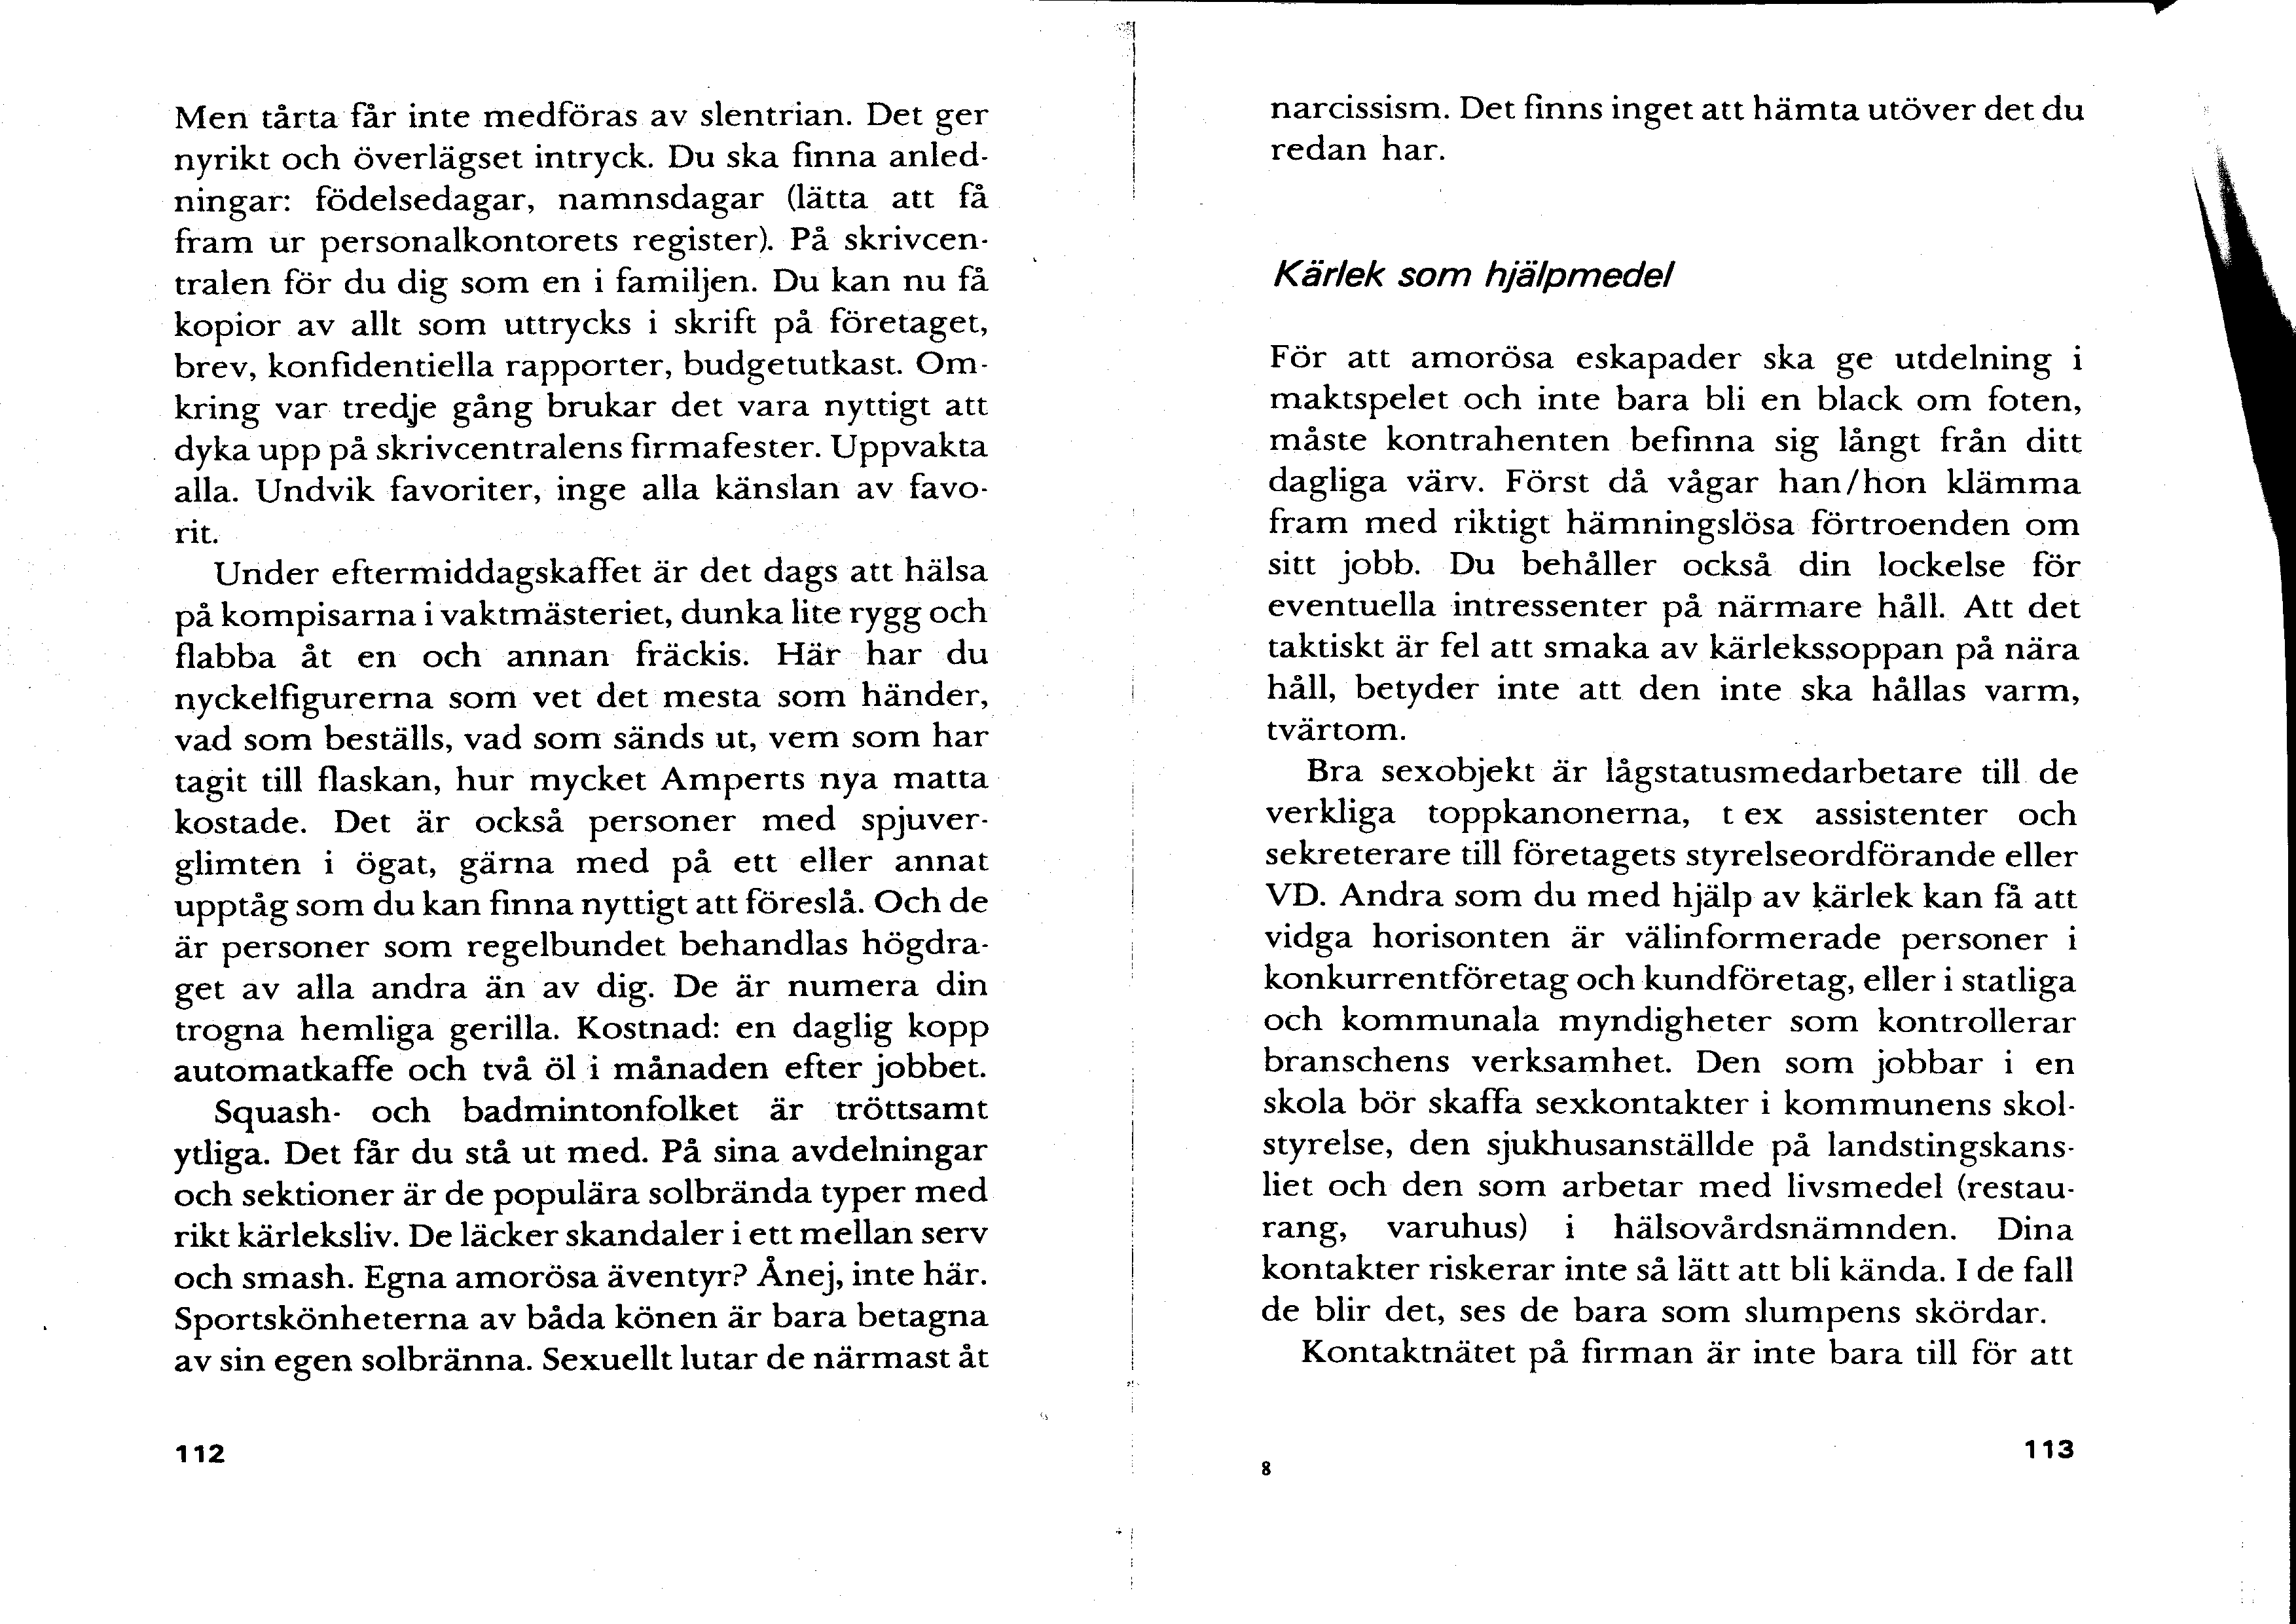 Men tårta får inte medföras av slentrian. Det ger
nyrikt och överlägset intryck. Du ska finna anled-
ningar: födelsedagar, namnsdagar (lätta att få
fram ur personalkontorets register). På skrivcen-
tralen för du dig som en i familjen. Du kan nu få
kopior av allt som uttrycks i skrift på företaget,
brev, konfidentiella rapporter, budgetutkast. Om-
kring var tredje gång brukar det vara nyttigt att
dyka upp på skrivcentralens firmafester. Uppvakta
alla. Undvik favoriter, inge alla känslan av favo-
rit.
Under eftermiddagskaffet är det dags att hälsa
på kompisarna i vaktmästeriet, dunka lite rygg och
flabba åt en och annan fräckis. Här har du
nyckelfigurerna som vet det mesta som händer,
vad som beställs, vad som sänds ut, vem som har
tagit till flaskan, hur mycket Amperts nya matta
kostade. Det är också personer med spjuver-
glimten i ögat, gärna med på ett eller annat
upptåg som du kan finna nyttigt att föreslå. Och de
är personer som regelbundet behandlas högdra-
get av alla andra än av dig. De är numera din
trogna hemliga gerilla. Kostnad: en daglig kopp
automatkaffe och två öl i månaden efter jobbet.
Squash- och badmintonfolket är tröttsamt
ytliga. Det får du stå ut med. På sina avdelningar
och sektioner är de populära solbrända typer med
rikt kärleksliv. De läcker skandaler i ett mellan serv
och smash. Egna amorösa äventyr? Ånej, inte här.
Sportskönheterna av båda könen är bara betagna
av sin egen solbränna. Sexuellt lutar de närmast åt
112
narcissism. Det finns inget att hämta utöver det du
redan har.
Kärlek som hjälpmedel
För att amorösa eskapader ska ge utdelning i
maktspelet och inte bara bli en black om foten,
måste kontrahenten befinna sig långt från ditt
dagliga värv. Först då vågar han/hon klämma
fram med riktigt hämningslösa förtroenden om
sitt jobb. Du behåller också din lockelse för
eventuella intressenter på närmare håll. Att det
taktiskt är fel att smaka av kärlekssoppan på nära
håll, betyder inte att den inte ska hållas varm,
tvärtom.
Bra sexobjekt är lågstatusmedarbetare till de
verkliga toppkanonerna, t ex assistenter och
sekreterare till företagets styrelseordförande eller
VD. Andra som du med hjälp av kärlek kan få att
vidga horisonten är välinformerade personer i
konkurrentföretag och kundföretag, eller i statliga
och kommunala myndigheter som kontrollerar
branschens verksamhet. Den som jobbar i en
skola bör skaffa sexkontakter i kommunens skol-
styrelse, den sjukhusanställde på landstingskans-
liet och den som arbetar med livsmedel (restau-
rang, varuhus) i hälsovårdsnämnden. Dina
kontakter riskerar inte så lätt att bli kända. I de fall
de blir det, ses de bara som slumpens skördar.
Kontaktnätet på firman är inte bara till för att
113
8